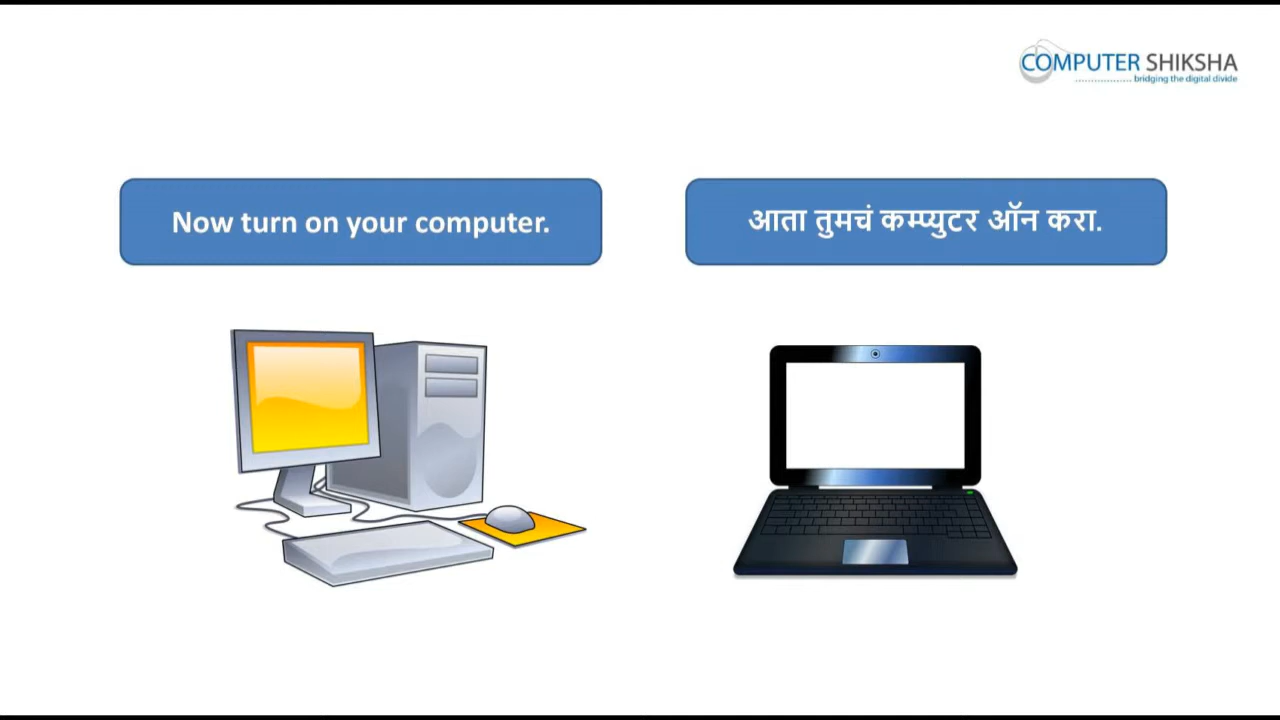 COMPUTER SHIKSHA
bridging the digital divide
Now turn on your computer.
आता तुमचं कम्प्युटर ऑन करा.